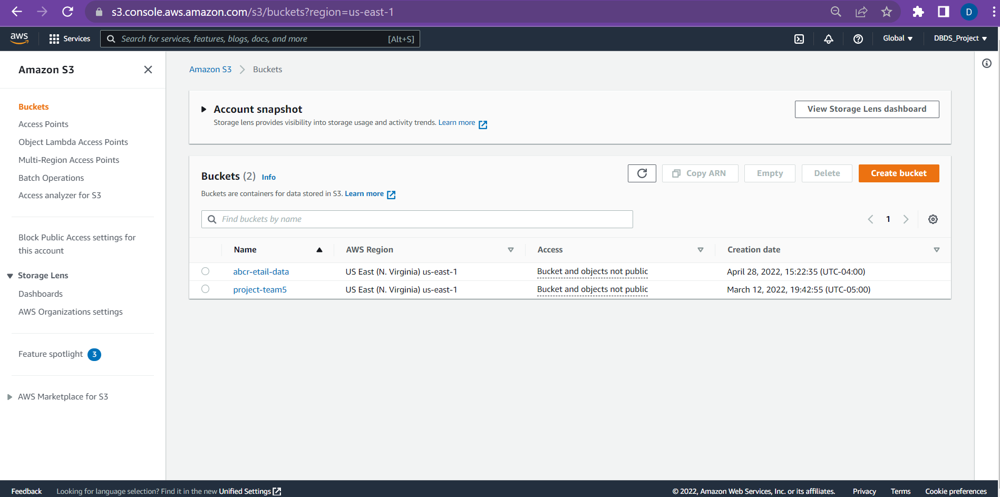 s3.console.aws.amazon.com/s3/buckets?region=us-east-1
D
aws
Services
Search for services, features, blogs, docs, and more
[Alt+S]
Global
DBDS_Project
Amazon S3
Buckets
Access Points
Object Lambda Access Points
Multi-Region Access Points
Batch Operations
Access analyzer for S3
Block Public Access settings for
this account
Storage Lens
Dashboards
AWS Organizations settings
Feature spotlight 3
AWS Marketplace for S3
Amazon S3 Buckets
Account snapshot
Storage lens provides visibility into storage usage and activity trends. Learn more
View Storage Lens dashboard
Buckets (2) Info
Copy ARN
Empty
Delete
Create bucket
Buckets are containers for data stored in S3. Learn more
Find buckets by name
1
Name AWS Region Access Creation date
abcr-etail-data US East (N. Virginia) us-east-1 Bucket and objects not public April 28, 2022, 15:22:35 (UTC-04:00)
project-team5 US East (N. Virginia) us-east-1 Bucket and objects not public March 12, 2022, 19:42:55 (UTC-05:00)
Feedback Looking for language selection? Find it in the new Unified Settings © 2022, Amazon Web Services, Inc. or its affiliates. Privacy Terms Cookie preferences